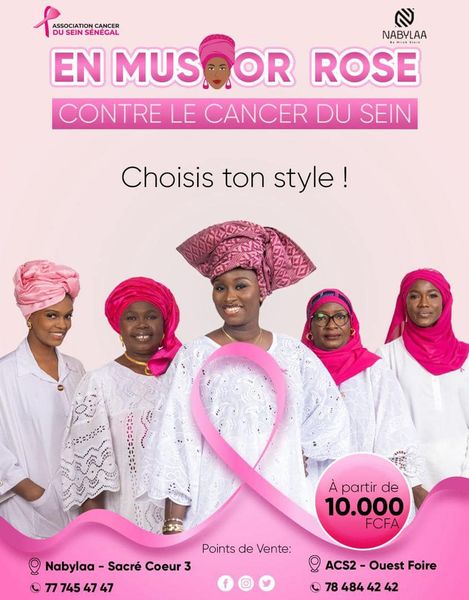 ASSOCIATION CANCER
DU SEIN SÉNÉGAL
NABYLAA
EN MUSOOR ROSE
CONTRE LE CANCER DU SEIN
Choisis ton style !
À partir de
10.000
FCFA
Points de Vente:
Nabylaa - Sacré Coeur 3
77 745 47 47
ACS2 - Ouest Foire
78 484 42 42